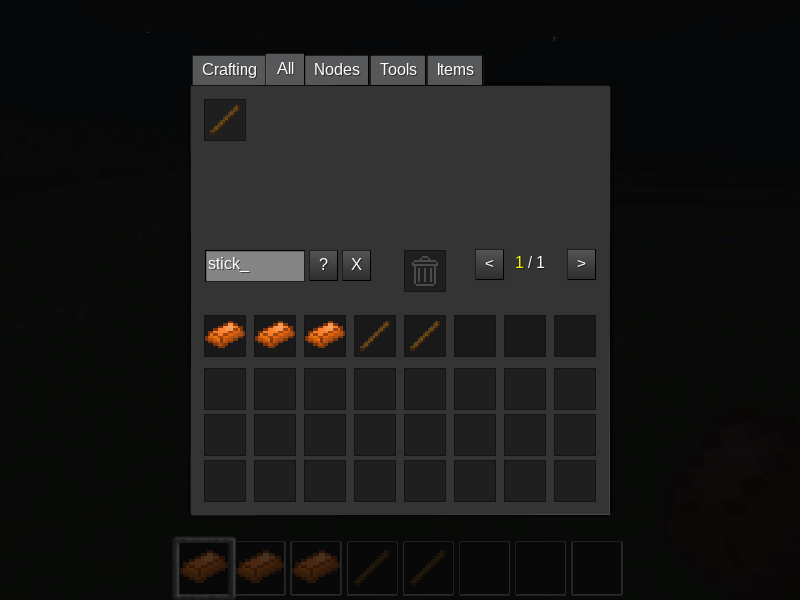 Crafting All Nodes Tools Items
stick_ ? X < 1 / 1 >